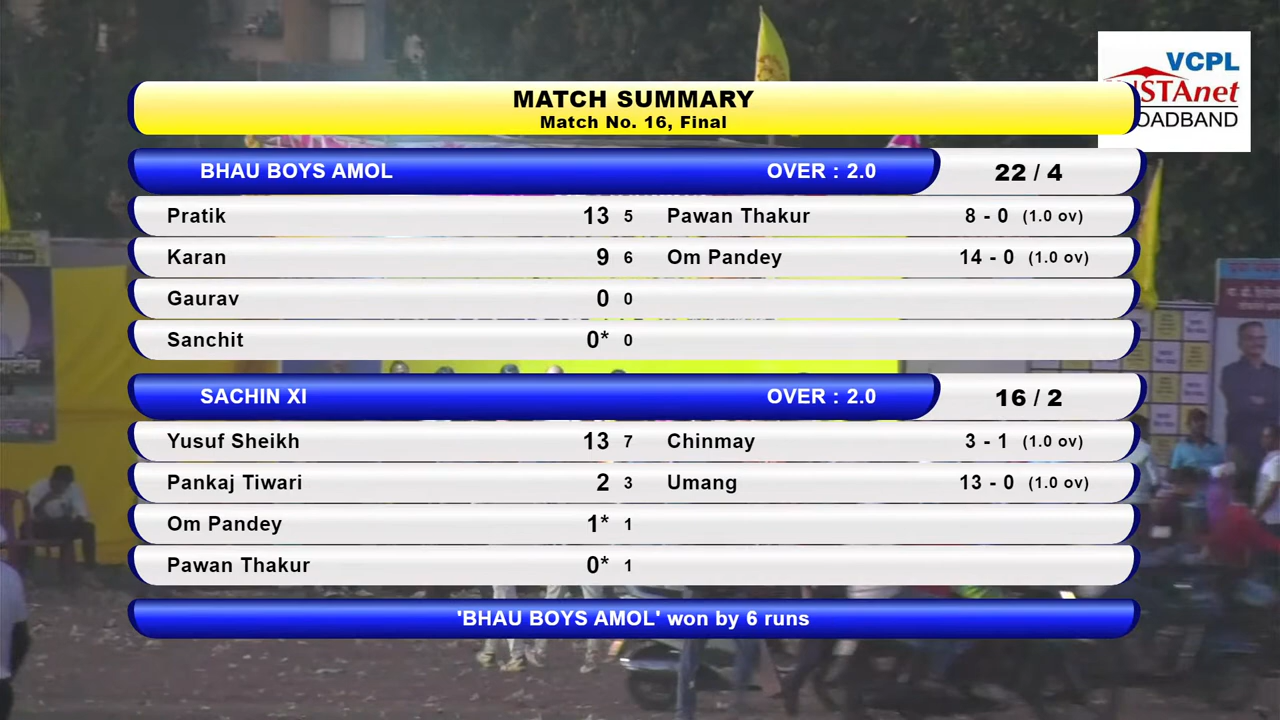 VCPL
INSTAnet
BROADBAND
MATCH SUMMARY
Match No. 16, Final
BHAU BOYS AMOL OVER : 2.0 22 / 4
Pratik 13 5 Pawan Thakur 8 - 0 (1.0 ov)
Karan 9 6 Om Pandey 14 - 0 (1.0 ov)
Gaurav 0 0
Sanchit 0* 0
SACHIN XI OVER : 2.0 16 / 2
Yusuf Sheikh 13 7 Chinmay 3 - 1 (1.0 ov)
Pankaj Tiwari 2 3 Umang 13 - 0 (1.0 ov)
Om Pandey 1* 1
Pawan Thakur 0* 1
'BHAU BOYS AMOL' won by 6 runs